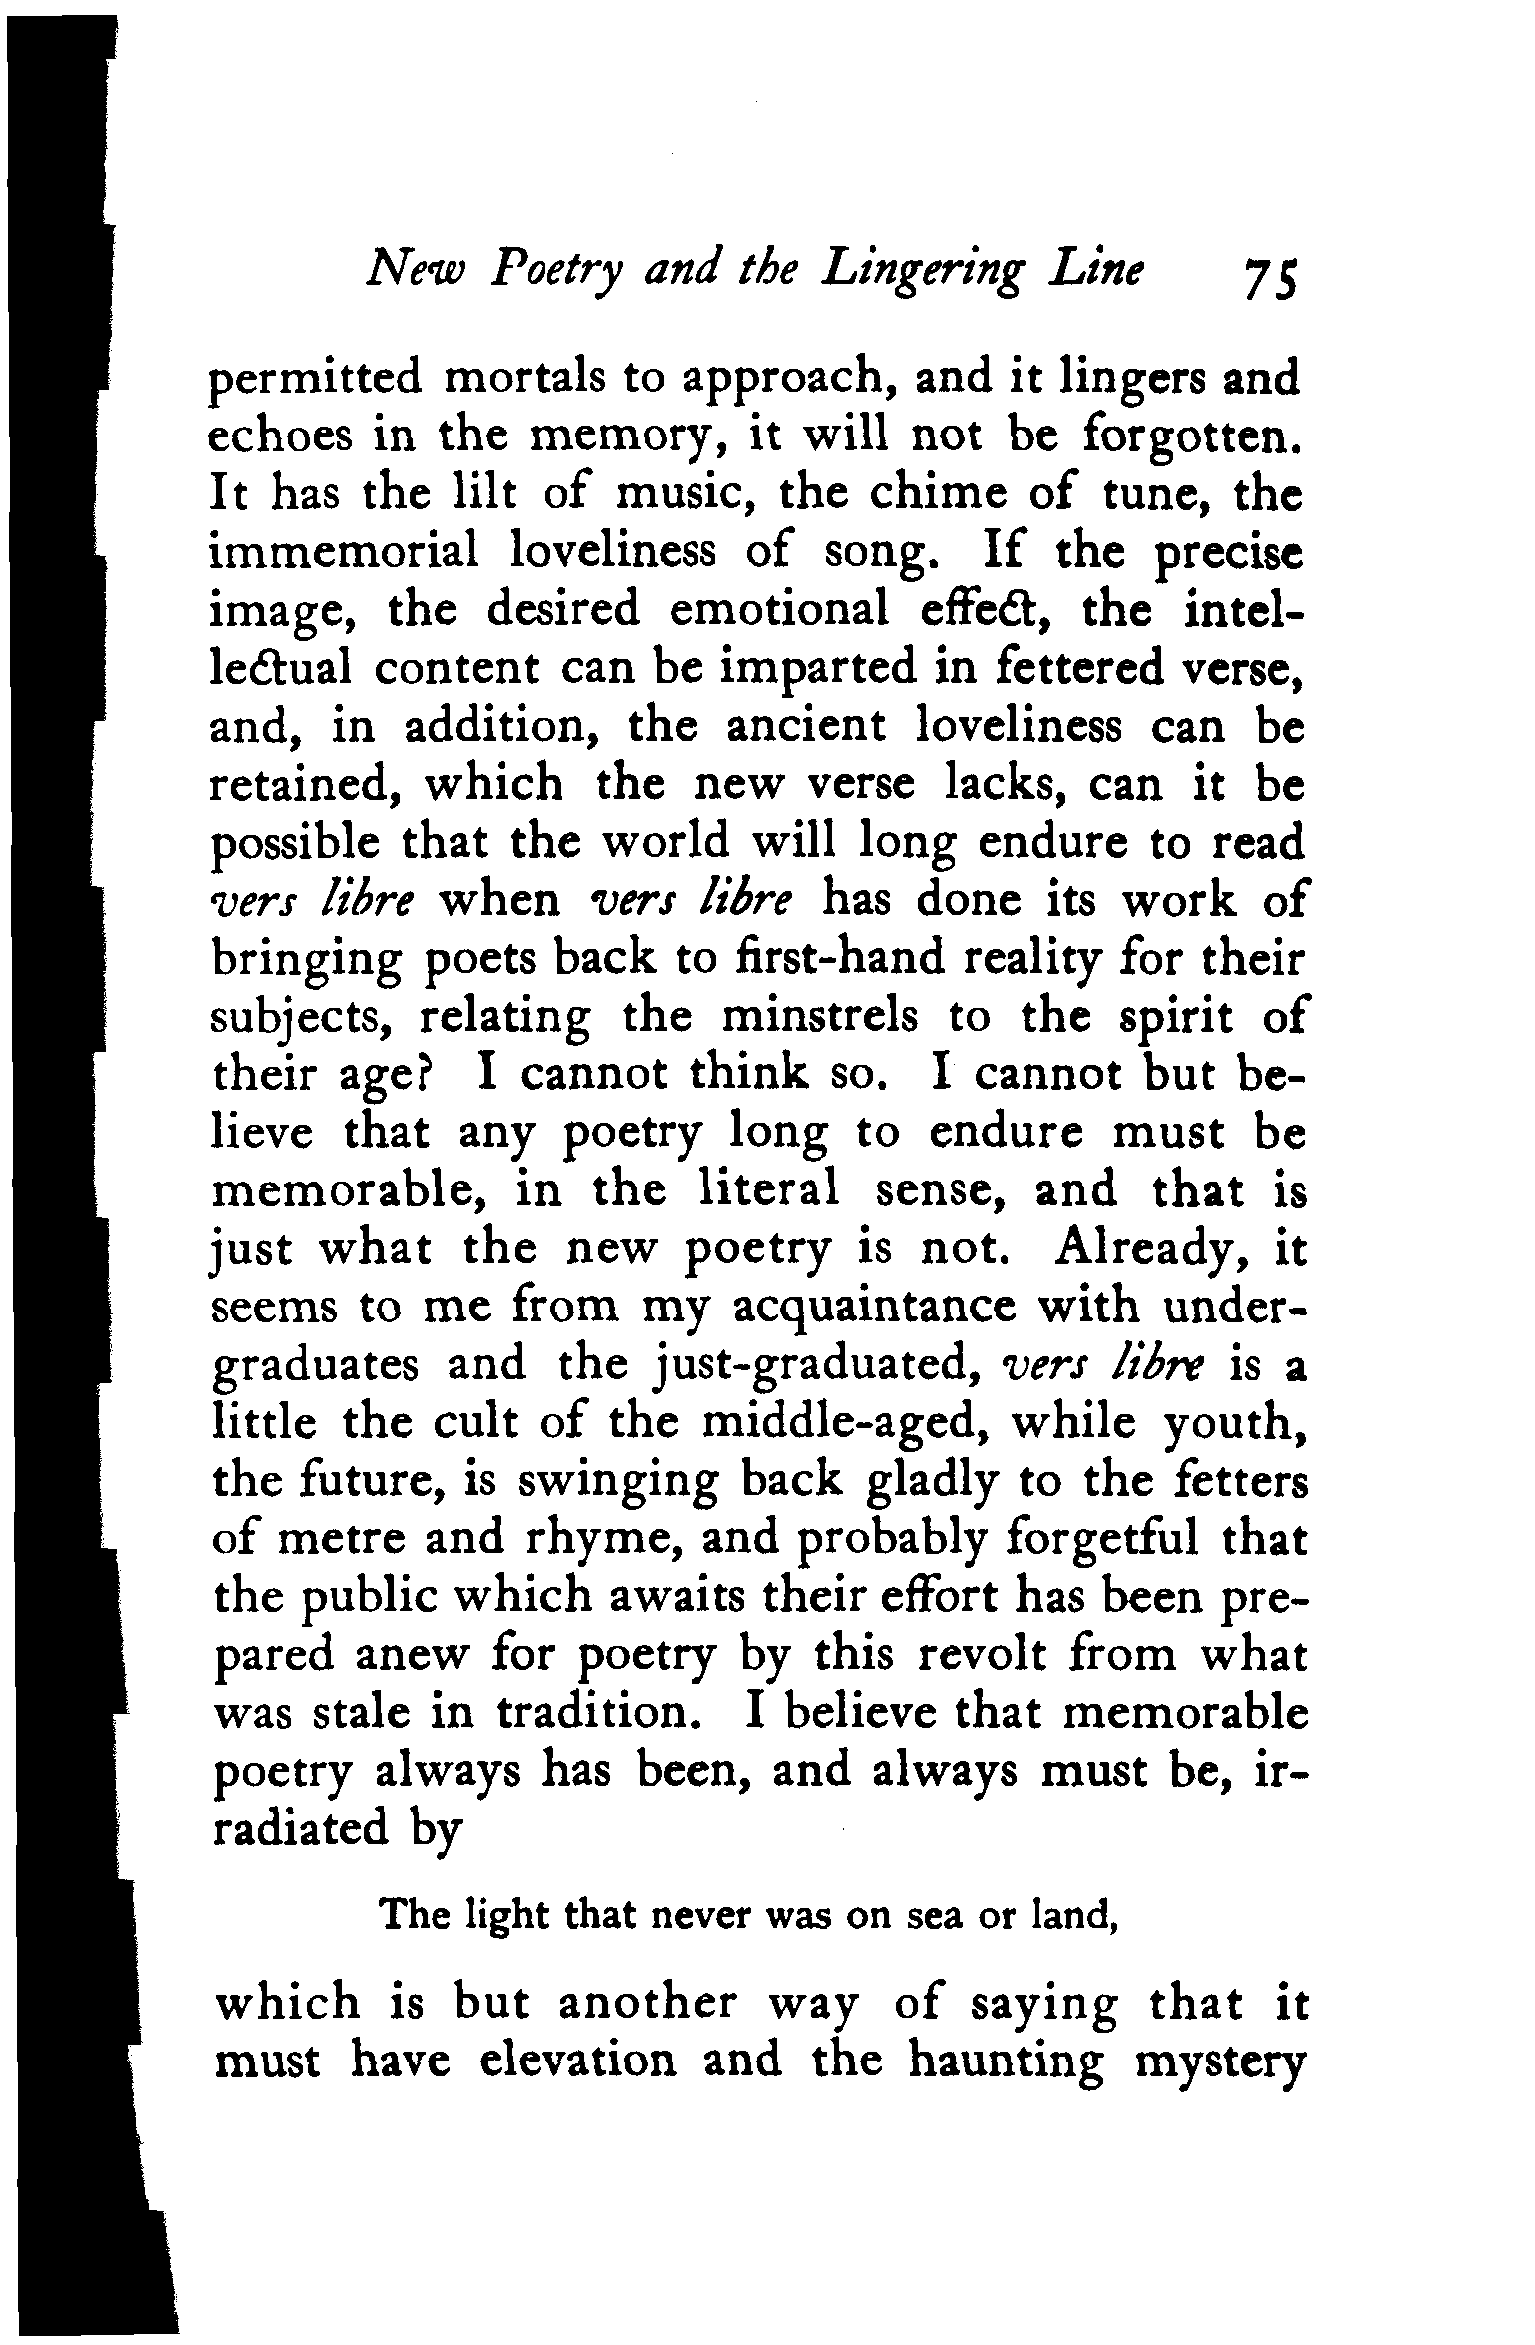 New Poetry and the Lingering Line 75
permitted mortals to approach, and it lingers and
echoes in the memory, it will not be forgotten.
It has the lilt of music, the chime of tune, the
immemorial loveliness of song. If the precise
image, the desired emotional effect, the intel-
lectual content can be imparted in fettered verse,
and, in addition, the ancient loveliness can be
retained, which the new verse lacks, can it be
possible that the world will long endure to read
vers libre when vers libre has done its work of
bringing poets back to first-hand reality for their
subjects, relating the minstrels to the spirit of
their age? I cannot think so. I cannot but be-
lieve that any poetry long to endure must be
memorable, in the literal sense, and that is
just what the new poetry is not. Already, it
seems to me from my acquaintance with under-
graduates and the just-graduated, vers libre is a
little the cult of the middle-aged, while youth,
the future, is swinging back gladly to the fetters
of metre and rhyme, and probably forgetful that
the public which awaits their effort has been pre-
pared anew for poetry by this revolt from what
was stale in tradition. I believe that memorable
poetry always has been, and always must be, ir-
radiated by
The light that never was on sea or land,
which is but another way of saying that it
must have elevation and the haunting mystery